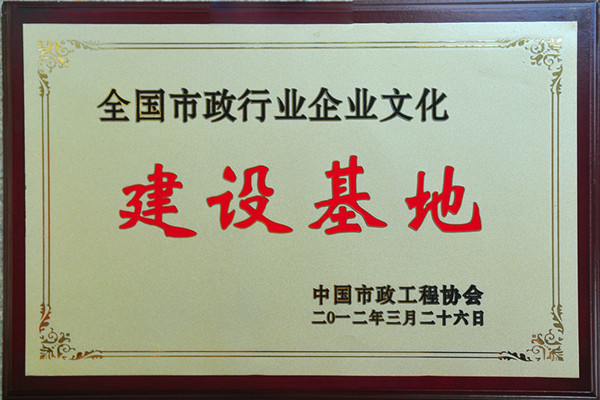 全国市政行业企业文化
建设基地
中国市政工程协会
二0一二年三月二十六日